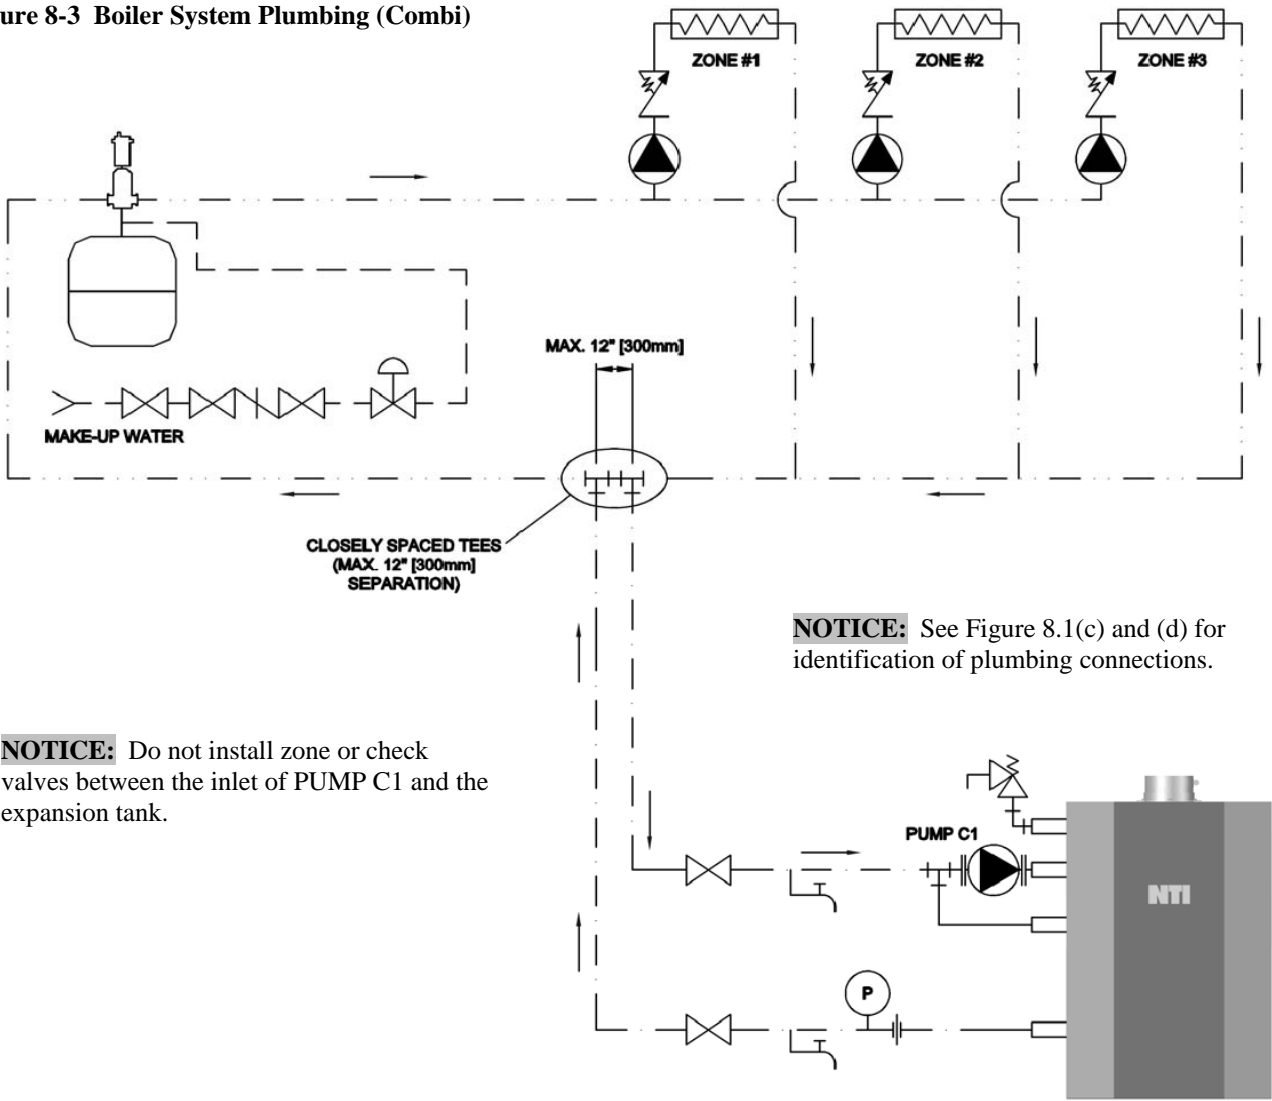 ure 8-3 Boiler System Plumbing (Combi)
ZONE #1
ZONE #2
ZONE #3
MAX. 12" [300mm]
MAKE-UP WATER
CLOSELY SPACED TEES
(MAX. 12" [300mm]
SEPARATION)
NOTICE: See Figure 8.1(c) and (d) for
identification of plumbing connections.
NOTICE: Do not install zone or check
valves between the inlet of PUMP C1 and the
expansion tank.
PUMP C1
NTI
P